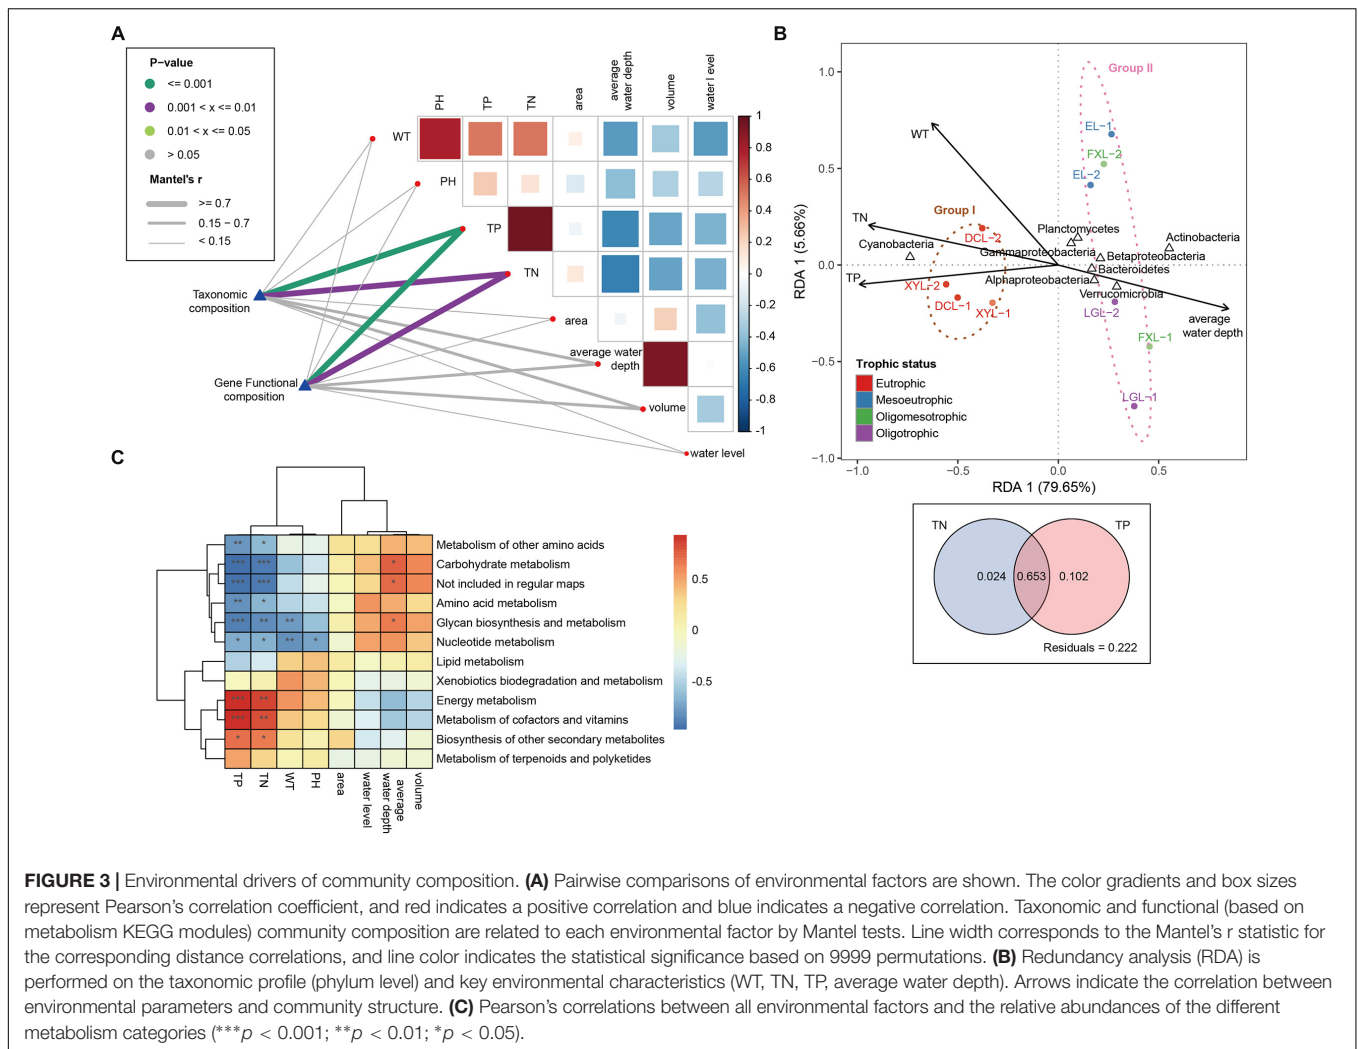 A
P-value
<= 0.001
0.001 < x <= 0.01
0.01 < x <= 0.05
> 0.05
Mantel's r
>= 0.7
0.15 − 0.7
< 0.15
PH
TP
TN
area
average
water depth
volume
water l evel
WT
PH
TP
TN
area
average water
depth
volume
water level
Taxonomic
composition
Gene Functional
composition
1
0.8
0.6
0.4
0.2
0
-0.2
-0.4
-0.6
-0.8
-1
B
RDA 1 (5.66%)
1.0
0.5
0.0
−0.5
−1.0
−1.0
−0.5
0.0
0.5
RDA 1 (79.65%)
Group II
EL−1
FXL−2
EL−2
WT
TN
Group I
DCL−2
Cyanobacteria
Planctomycetes
Actinobacteria
Gammaproteobacteria
Betaproteobacteria
Bacteroidetes
TP
Alphaproteobacteria
XYL−2
Verrucomicrobia
DCL−1
XYL−1
LGL−2
average
water depth
FXL−1
LGL−1
Trophic status
Eutrophic
Mesoeutrophic
Oligomesotrophic
Oligotrophic
TN
TP
0.024
0.653
0.102
Residuals = 0.222
C
** * Metabolism of other amino acids
*** *** * Carbohydrate metabolism
*** *** * Not included in regular maps
** * Amino acid metabolism
*** ** ** * Glycan biosynthesis and metabolism
* * ** * Nucleotide metabolism
Lipid metabolism
Xenobiotics biodegradation and metabolism
*** ** Energy metabolism
*** ** Metabolism of cofactors and vitamins
* * Biosynthesis of other secondary metabolites
Metabolism of terpenoids and polyketides
TP
TN
WT
PH
area
water level
average
water depth
volume
0.5
0
-0.5
FIGURE 3 | Environmental drivers of community composition. (A) Pairwise comparisons of environmental factors are shown. The color gradients and box sizes
represent Pearson's correlation coefficient, and red indicates a positive correlation and blue indicates a negative correlation. Taxonomic and functional (based on
metabolism KEGG modules) community composition are related to each environmental factor by Mantel tests. Line width corresponds to the Mantel's r statistic for
the corresponding distance correlations, and line color indicates the statistical significance based on 9999 permutations. (B) Redundancy analysis (RDA) is
performed on the taxonomic profile (phylum level) and key environmental characteristics (WT, TN, TP, average water depth). Arrows indicate the correlation between
environmental parameters and community structure. (C) Pearson's correlations between all environmental factors and the relative abundances of the different
metabolism categories (***p < 0.001; **p < 0.01; *p < 0.05).